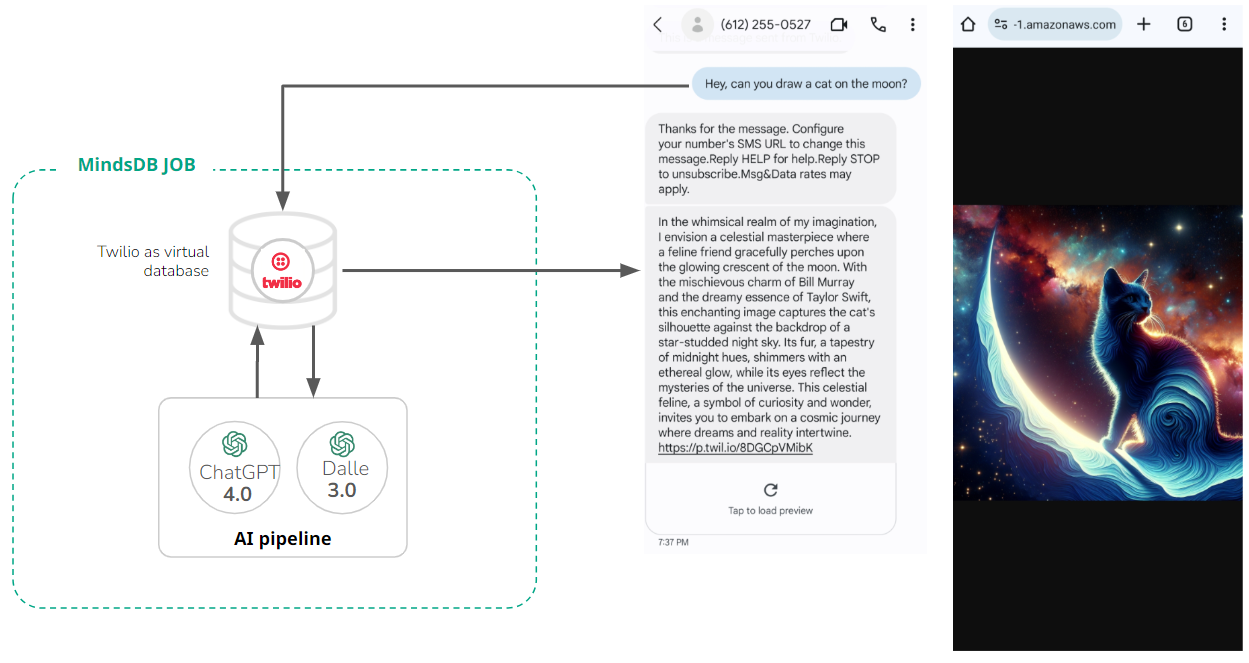 MindsDB JOB
Twilio as virtual
database
twilio
ChatGPT
4.0
Dalle
3.0
AI pipeline
(612) 255-0527
Hey, can you draw a cat on the moon?
Thanks for the message. Configure
your number's SMS URL to change this
message.Reply HELP for help.Reply STOP
to unsubscribe.Msg&Data rates may
apply.
In the whimsical realm of my imagination,
I envision a celestial masterpiece where
a feline friend gracefully perches upon
the glowing crescent of the moon. With
the mischievous charm of Bill Murray
and the dreamy essence of Taylor Swift,
this enchanting image captures the cat's
silhouette against the backdrop of a
star-studded night sky. Its fur, a tapestry
of midnight hues, shimmers with an
ethereal glow, while its eyes reflect the
mysteries of the universe. This celestial
feline, a symbol of curiosity and wonder,
invites you to embark on a cosmic journey
where dreams and reality intertwine.
https://p.twil.io/8DGCpVMibK
Tap to load preview
7:37 PM
-1.amazonaws.com
6